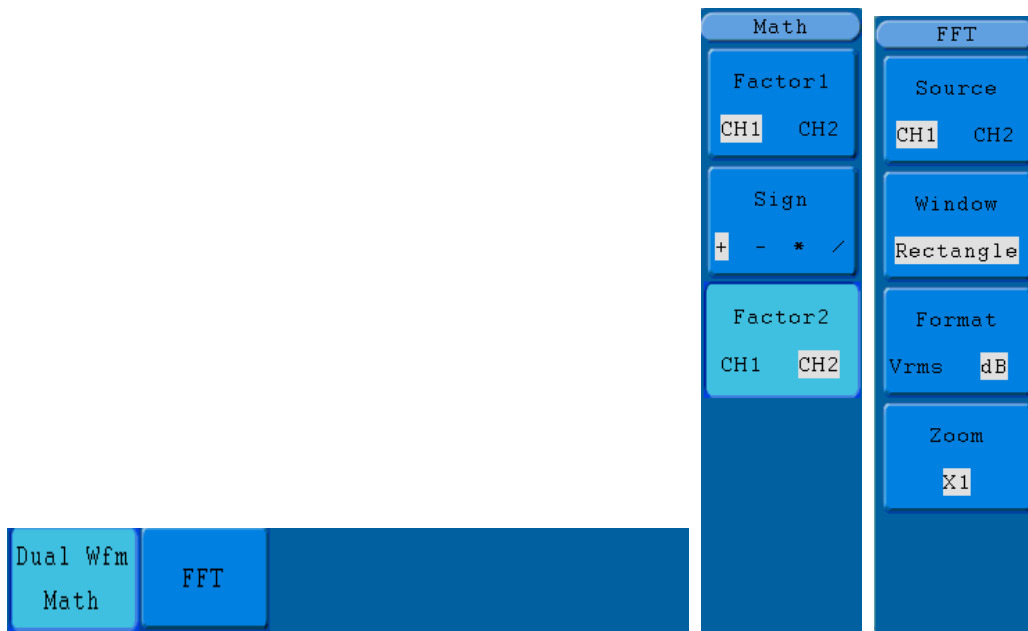 Math
Factor1
CH1 CH2
Sign
+ - * /
Factor2
CH1 CH2
FFT
Source
CH1 CH2
Window
Rectangle
Format
Vrms dB
Zoom
X1
Dual Wfm
Math
FFT